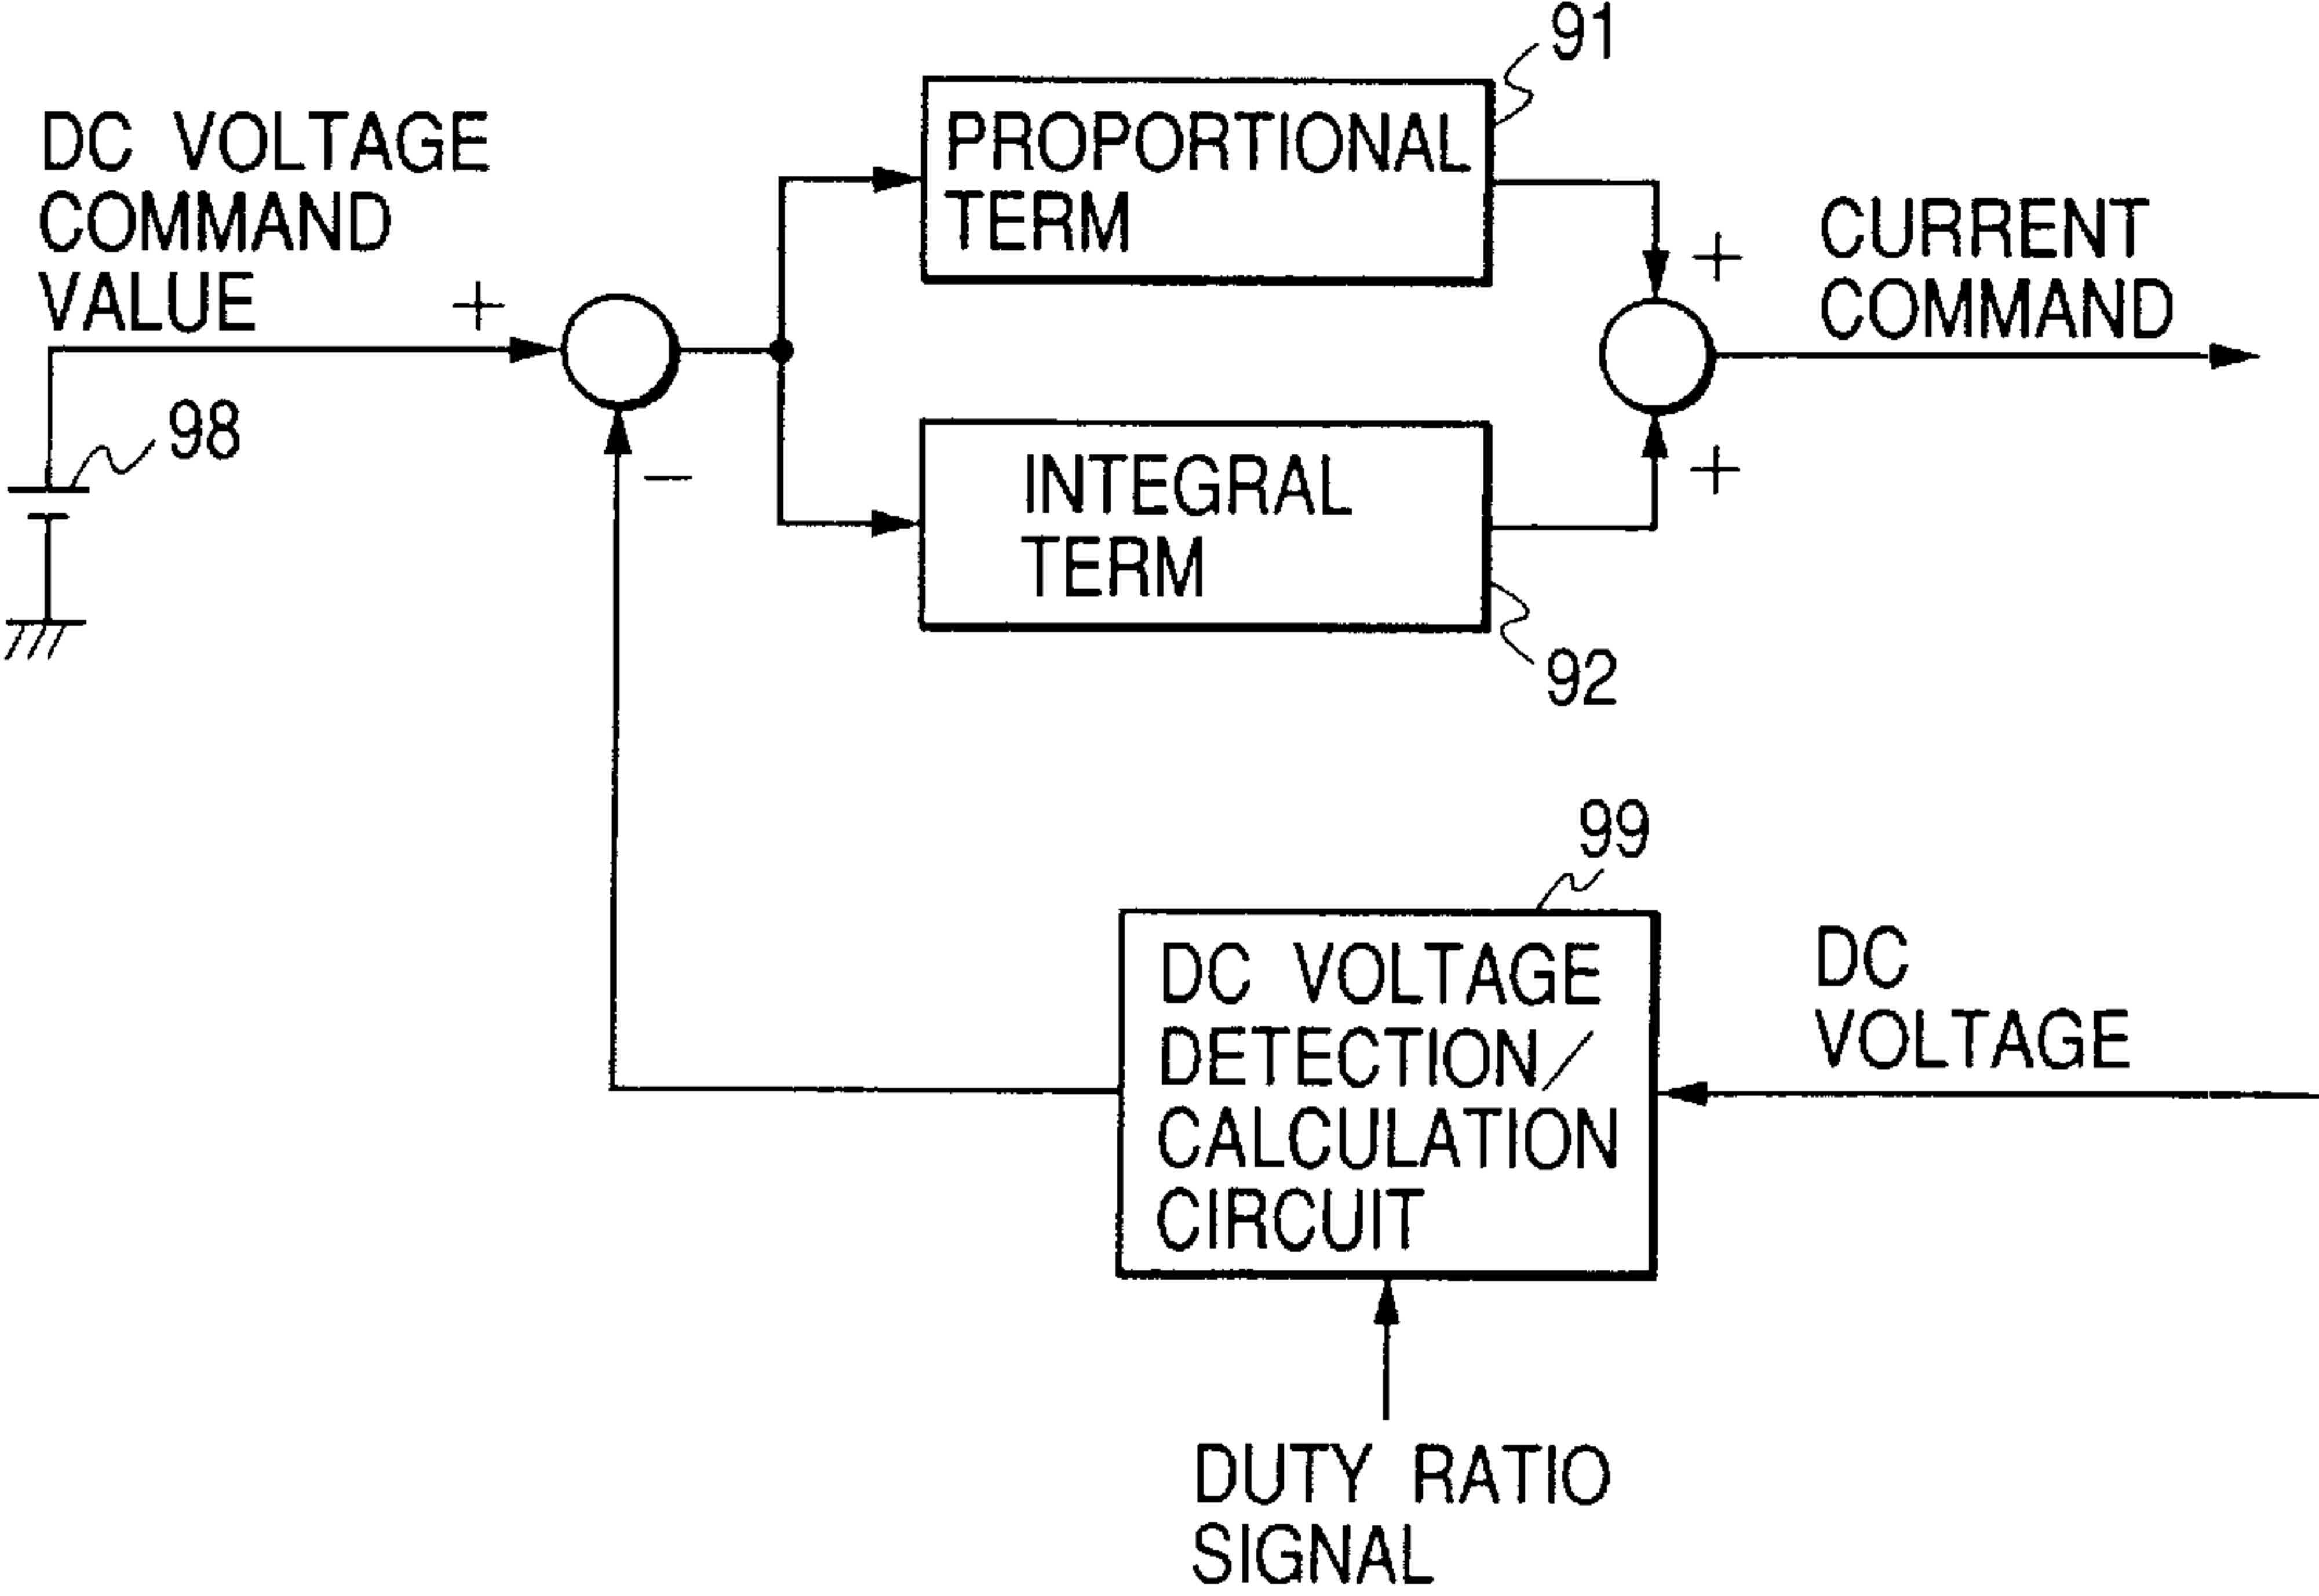 91
DC VOLTAGE
COMMAND
VALUE
+
98
PROPORTIONAL
TERM
+
CURRENT
COMMAND
−
INTEGRAL
TERM
+
92
99
DC VOLTAGE
DETECTION/
CALCULATION
CIRCUIT
DC
VOLTAGE
DUTY RATIO
SIGNAL